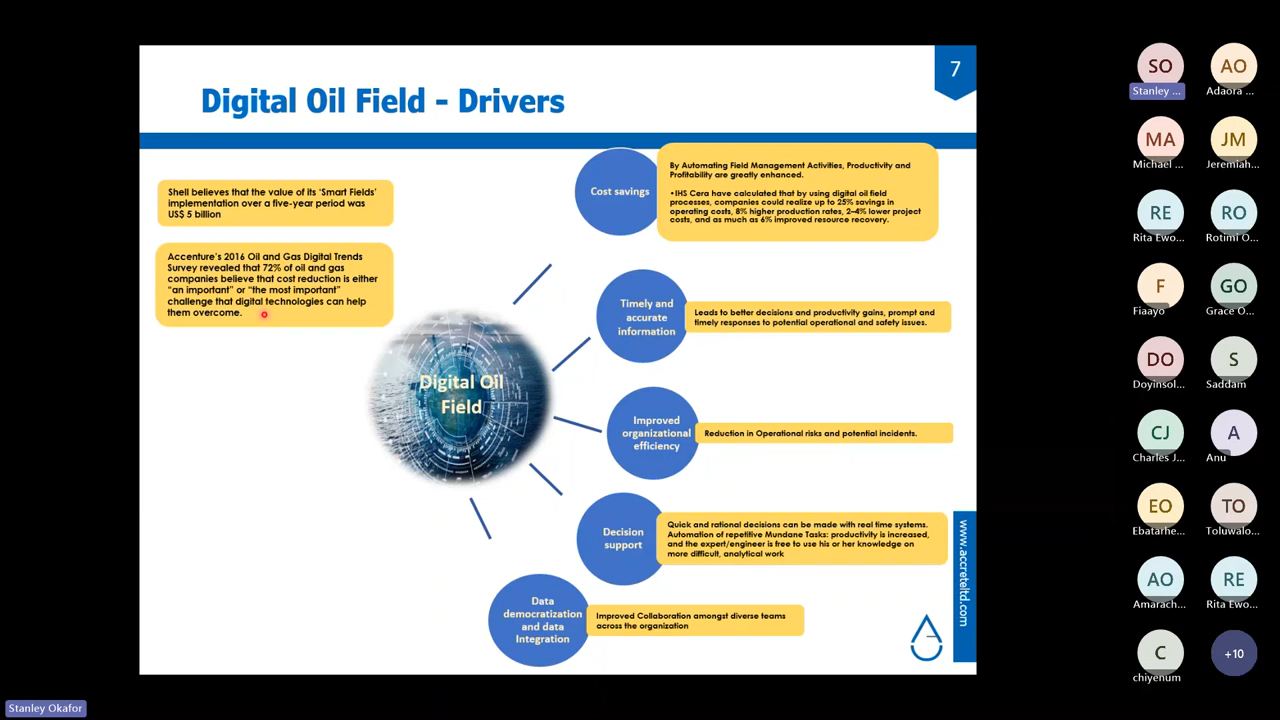 7
Digital Oil Field - Drivers
Shell believes that the value of its ‘Smart Fields’
implementation over a five-year period was
US$ 5 billion
Accenture’s 2016 Oil and Gas Digital Trends
Survey revealed that 72% of oil and gas
companies believe that cost reduction is either
“an important” or “the most important”
challenge that digital technologies can help
them overcome.
Digital Oil
Field
Cost savings
By Automating Field Management Activities, Productivity and
Profitability are greatly enhanced.
•IHS Cera have calculated that by using digital oil field
processes, companies could realize up to 25% savings in
operating costs, 8% higher production rates, 2–4% lower project
costs, and as much as 6% improved resource recovery.
Timely and
accurate
information
Leads to better decisions and productivity gains, prompt and
timely responses to potential operational and safety issues.
Improved
organizational
efficiency
Reduction in Operational risks and potential incidents.
Decision
support
Quick and rational decisions can be made with real time systems.
Automation of repetitive Mundane Tasks: productivity is increased,
and the expert/engineer is free to use his or her knowledge on
more difficult, analytical work
Data
democratization
and data
Integration
Improved Collaboration amongst diverse teams
across the organization
www.accreteltd.com
SO
Stanley ...
AO
Adaora ...
MA
Michael ...
JM
Jeremiah...
RE
Rita Ewo...
RO
Rotimi O...
F
Fiaayo
GO
Grace O...
DO
Doyinsol...
S
Saddam
CJ
Charles J...
A
Anu
EO
Ebatarhe...
TO
Toluwalo...
AO
Amarach...
RE
Rita Ewo...
C
chiyenum
+10
Stanley Okafor